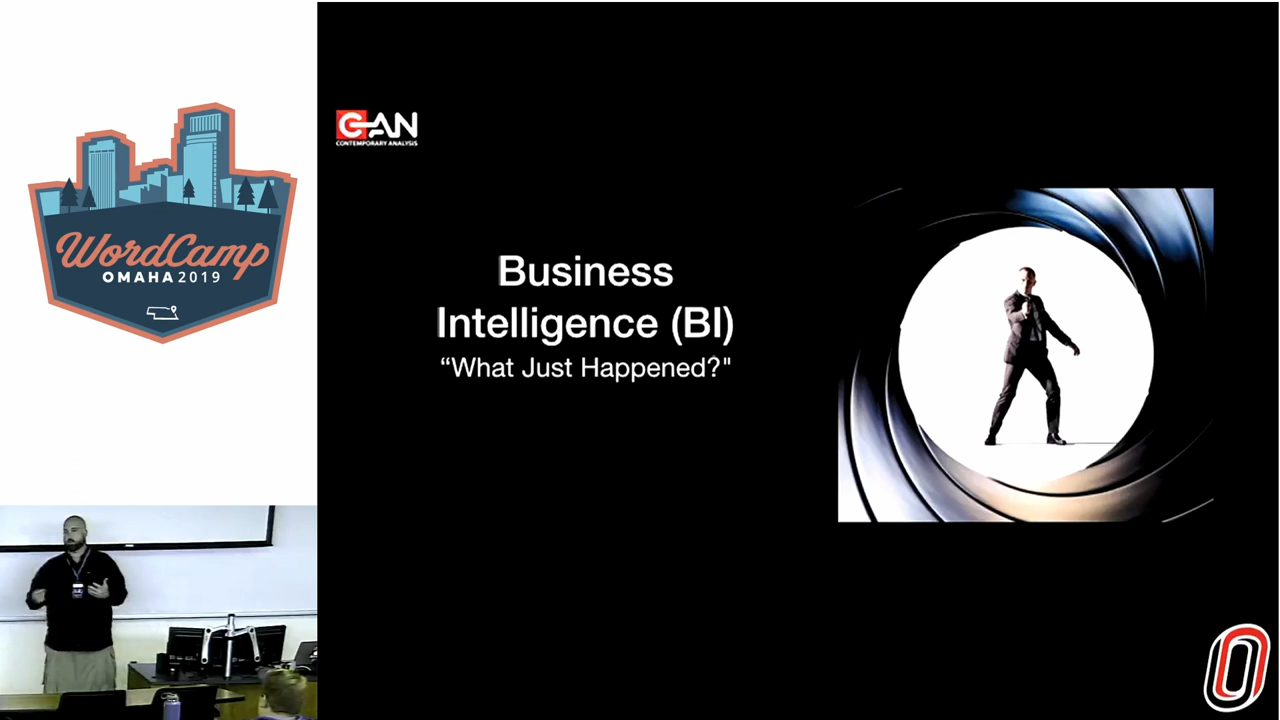 WordCamp
OMAHA 2019
CAN
CONTEMPORARY ANALYSIS
Business
Intelligence (BI)
“What Just Happened?"